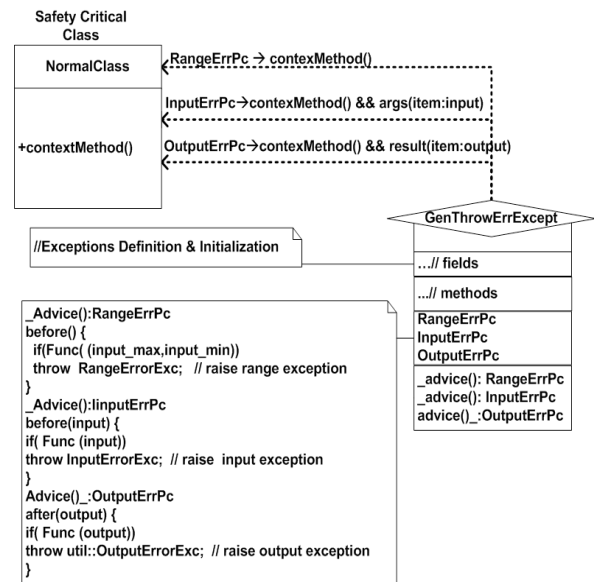 Safety Critical
Class
NormalClass
+contextMethod()
RangeErrPc → contexMethod()
InputErrPc→contexMethod() && args(item:input)
OutputErrPc→contexMethod() && result(item:output)
GenThrowErrExcept
…// fields
...// methods
RangeErrPc
InputErrPc
OutputErrPc
_advice(): RangeErrPc
_advice(): InputErrPc
advice()_:OutputErrPc
//Exceptions Definition & Initialization
_Advice():RangeErrPc
before() {
if(Func( (input_max,input_min))
throw RangeErrorExc; // raise range exception
}
_Advice():IinputErrPc
before(input) {
if( Func (input))
throw InputErrorExc; // raise input exception
}
Advice()_:OutputErrPc
after(output) {
if( Func (output))
throw util::OutputErrorExc; // raise output exception
}